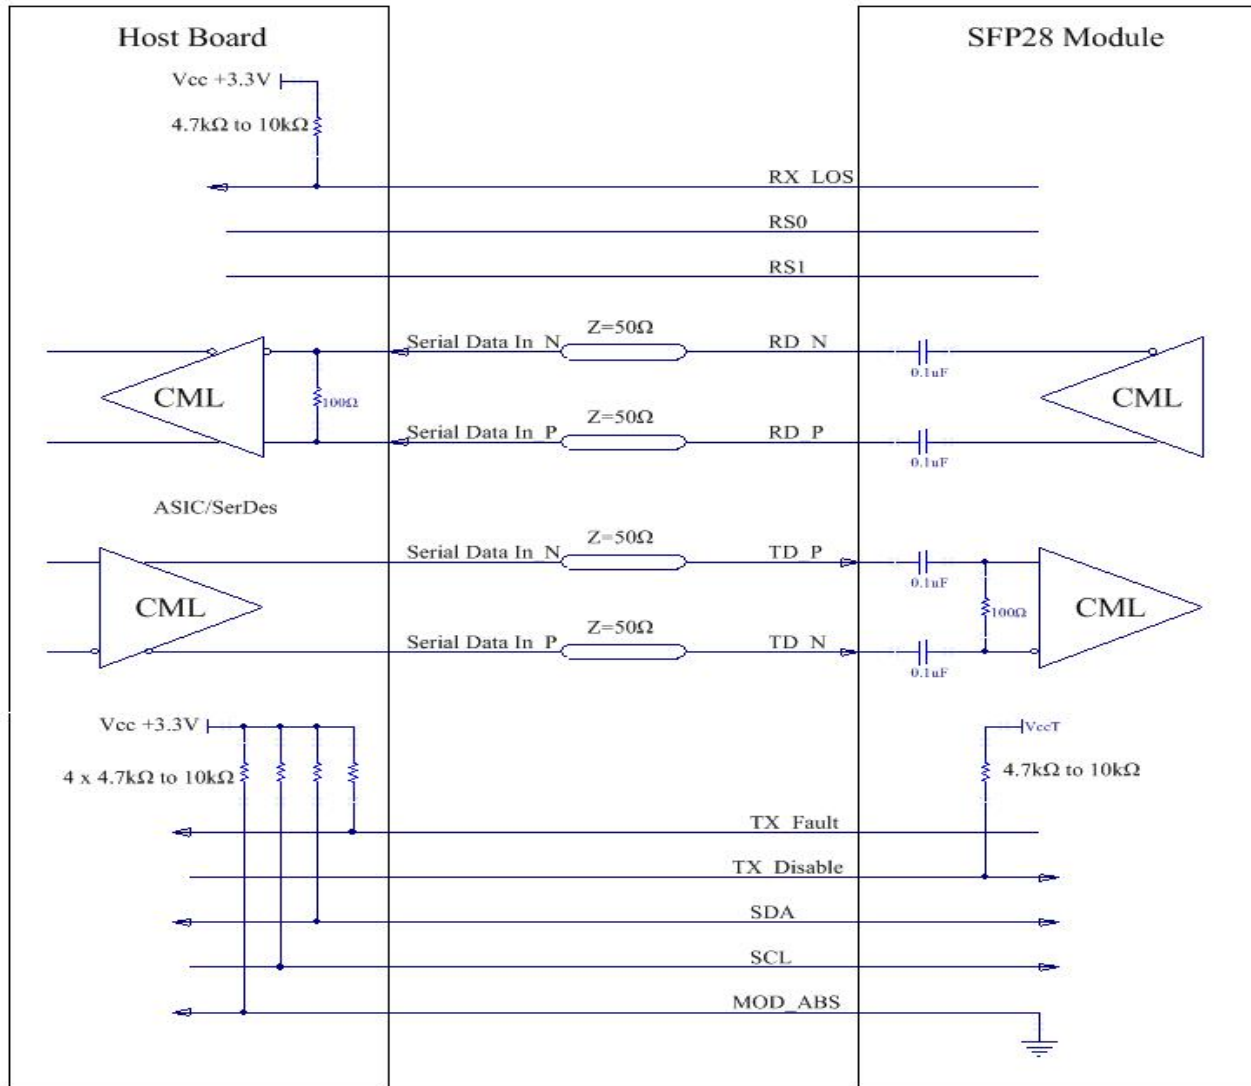 Host Board
SFP28 Module
Vcc +3.3V
4.7kΩ to 10kΩ
RX_LOS
RS0
RS1
Z=50Ω
Serial Data In_N
RD_N
0.1uF
CML
100Ω
CML
Z=50Ω
Serial Data In_P
RD_P
0.1uF
ASIC/SerDes
Z=50Ω
Serial Data In_N
TD_P
0.1uF
CML
100Ω
CML
Z=50Ω
Serial Data In_P
TD_N
0.1uF
Vcc +3.3V
VccT
4 x 4.7kΩ to 10kΩ
4.7kΩ to 10kΩ
TX_Fault
TX_Disable
SDA
SCL
MOD_ABS